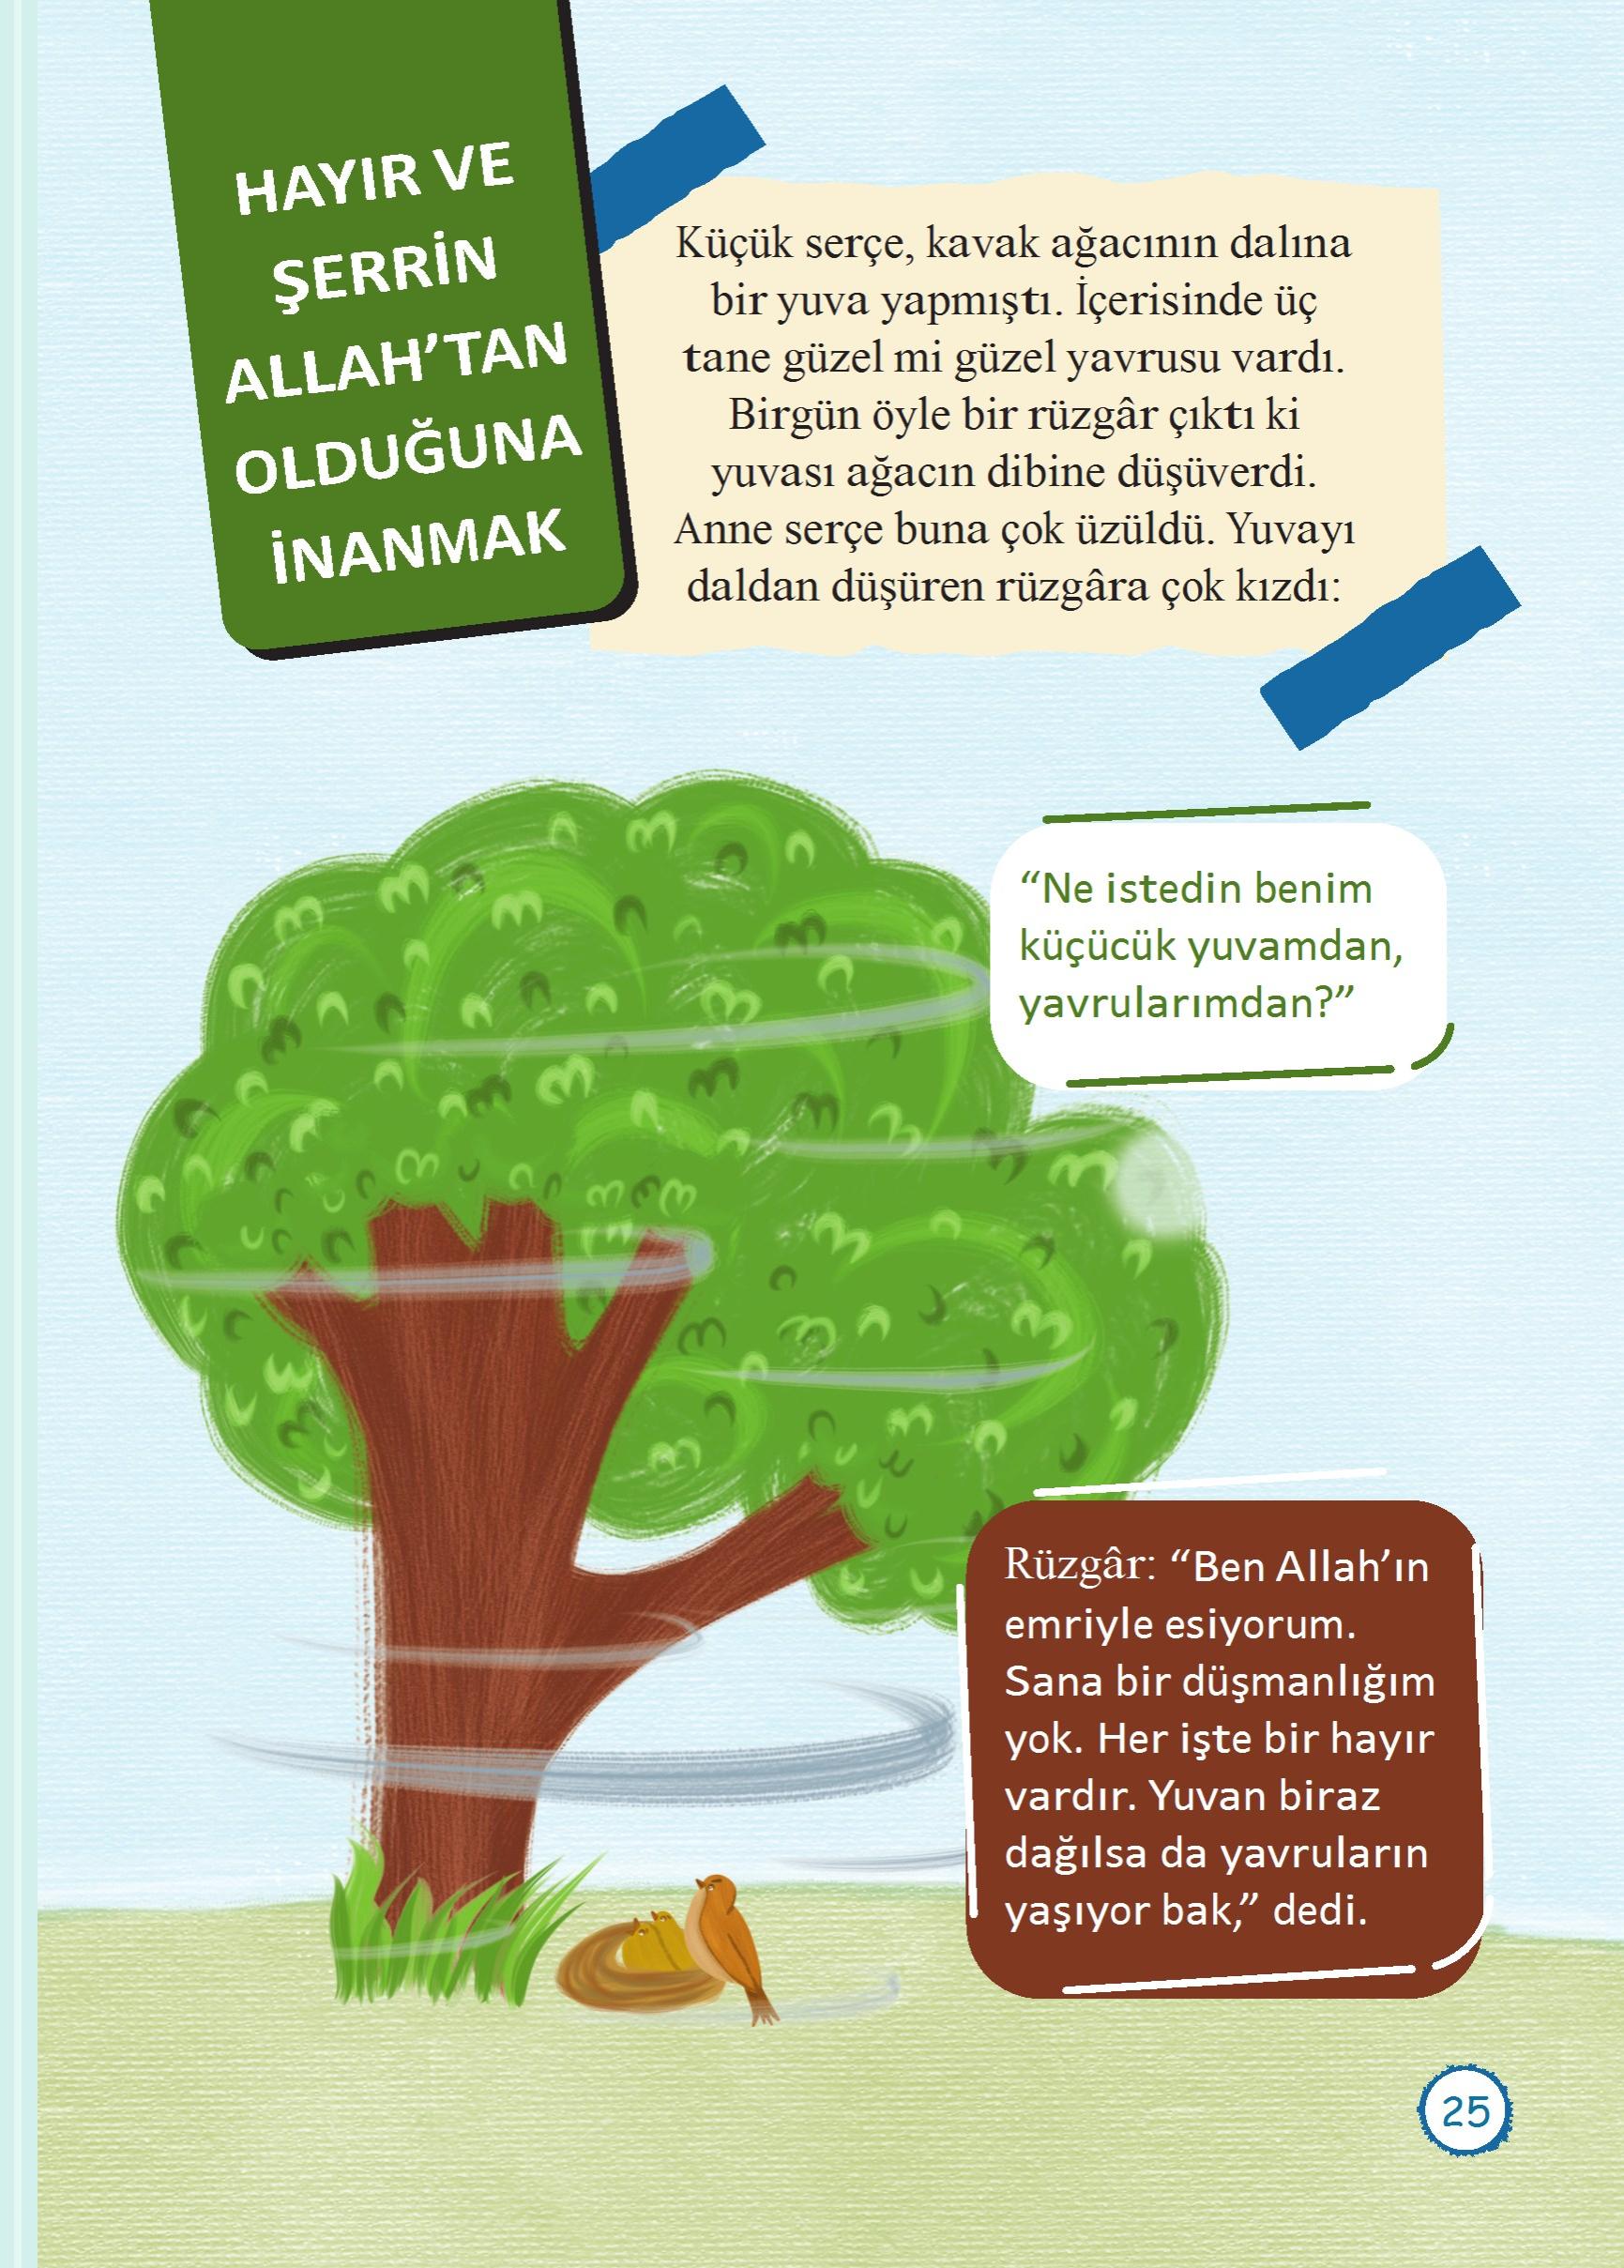 HAYIR VE
ŞERRİN
ALLAH’TAN
OLDUĞUNA
İNANMAK
Küçük serçe, kavak ağacının dalına
bir yuva yapmıştı. İçerisinde üç
tane güzel mi güzel yavrusu vardı.
Birgün öyle bir rüzgâr çıktı ki
yuvası ağacın dibine düşüverdi.
Anne serçe buna çok üzüldü. Yuvayı
daldan düşüren rüzgâra çok kızdı:
“Ne istedin benim
küçücük yuvamdan,
yavrularımdan?”
Rüzgâr: “Ben Allah’ın
emriyle esiyorum.
Sana bir düşmanlığım
yok. Her işte bir hayır
vardır. Yuvan biraz
dağılsa da yavruların
yaşıyor bak,” dedi.
25